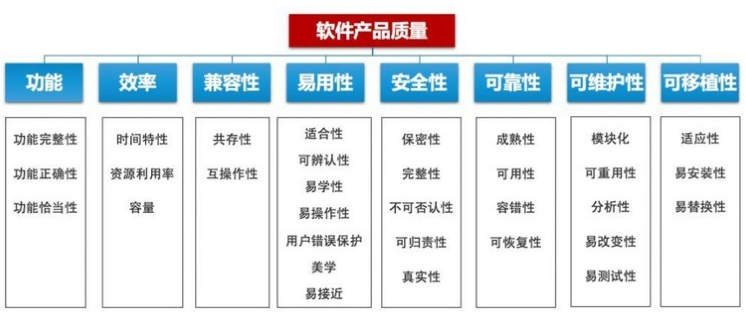 软件产品质量
功能
效率
兼容性
易用性
安全性
可靠性
可维护性
可移植性
功能完整性
功能正确性
功能恰当性
时间特性
资源利用率
容量
共存性
互操作性
适合性
可辨认性
易学性
易操作性
用户错误保护
美学
易接近
保密性
完整性
不可否认性
可归责性
真实性
成熟性
可用性
容错性
可恢复性
模块化
可重用性
分析性
易改变性
易测试性
适应性
易安装性
易替换性